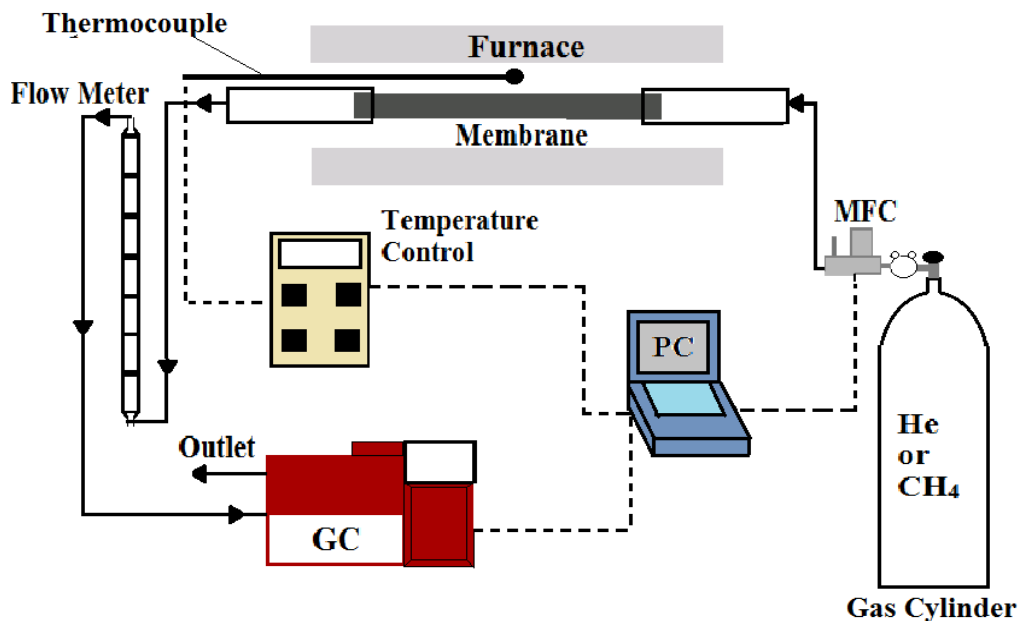 Thermocouple
Furnace
Flow Meter
Membrane
MFC
Temperature
Control
PC
He
or
CH₄
Outlet
GC
Gas Cylinder